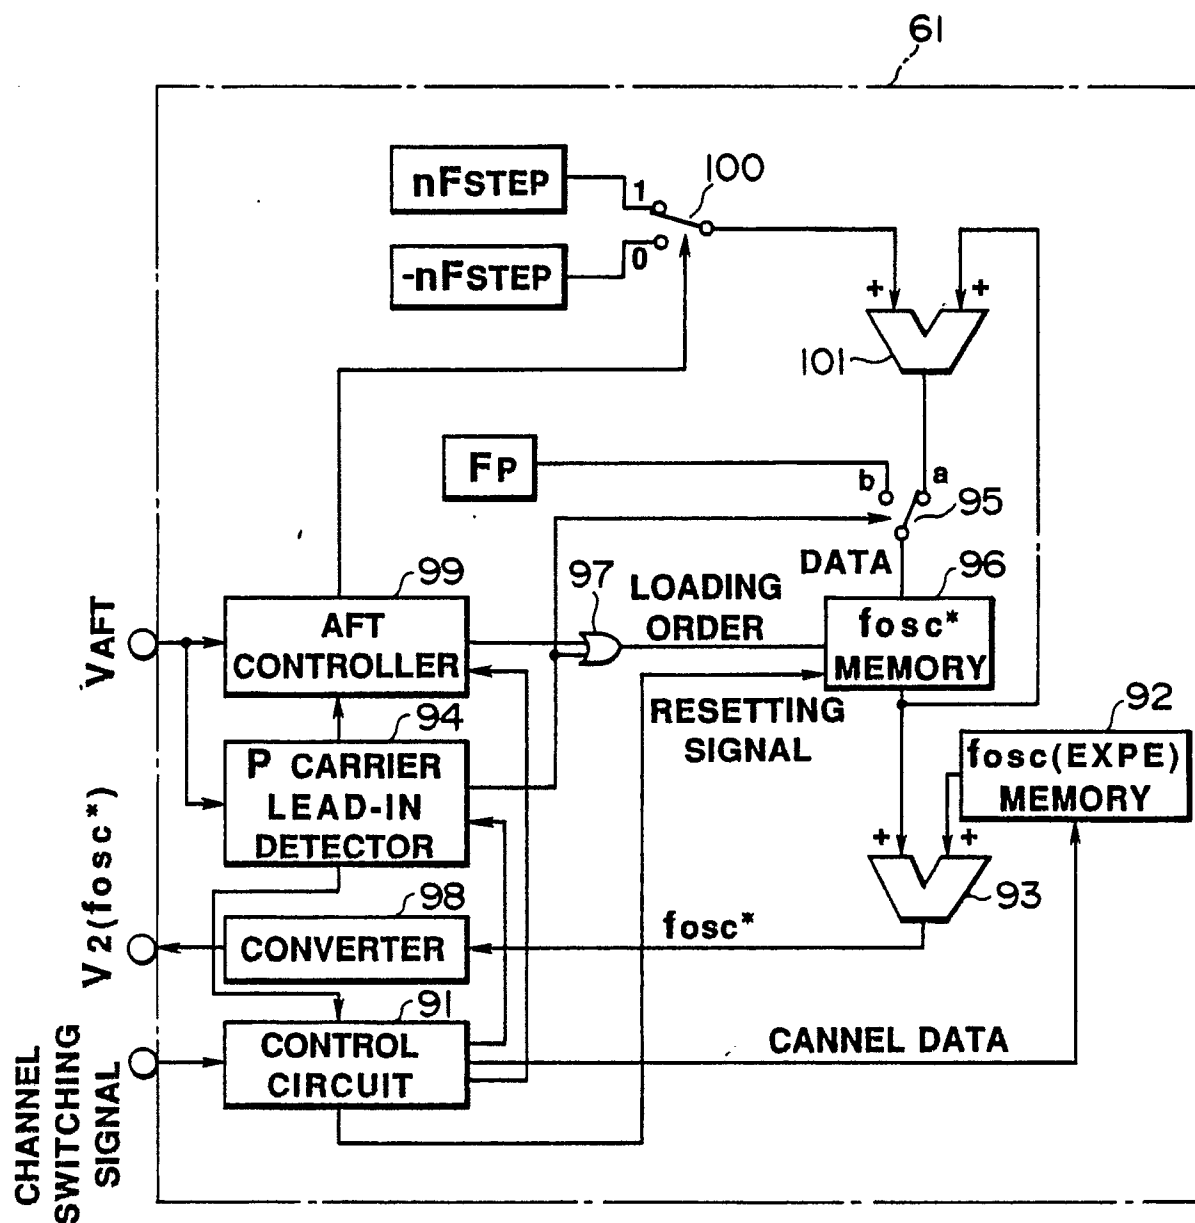 61
nFSTEP
1
100
-nFSTEP
0
+
+
101
FP
b
a
95
DATA
99
97
LOADING
ORDER
96
fosc*
MEMORY
VAFT
AFT
CONTROLLER
RESETTING
SIGNAL
94
P CARRIER
LEAD-IN
DETECTOR
92
fosc(EXPE)
MEMORY
+
+
93
V2(fosc*)
98
CONVERTER
fosc*
91
CONTROL
CIRCUIT
CANNEL DATA
CHANNEL
SWITCHING
SIGNAL